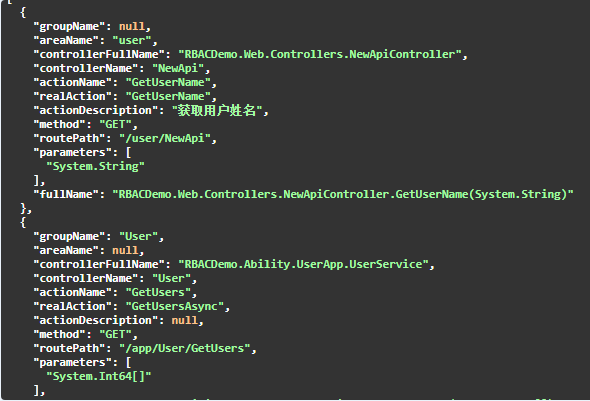 [
{
"groupName": null,
"areaName": "user",
"controllerFullName": "RBACDemo.Web.Controllers.NewApiController",
"controllerName": "NewApi",
"actionName": "GetUserName",
"realAction": "GetUserName",
"actionDescription": "获取用户姓名",
"method": "GET",
"routePath": "/user/NewApi",
"parameters": [
"System.String"
],
"fullName": "RBACDemo.Web.Controllers.NewApiController.GetUserName(System.String)"
},
{
"groupName": "User",
"areaName": null,
"controllerFullName": "RBACDemo.Ability.UserApp.UserService",
"controllerName": "User",
"actionName": "GetUsers",
"realAction": "GetUsersAsync",
"actionDescription": null,
"method": "GET",
"routePath": "/app/User/GetUsers",
"parameters": [
"System.Int64[]"
],